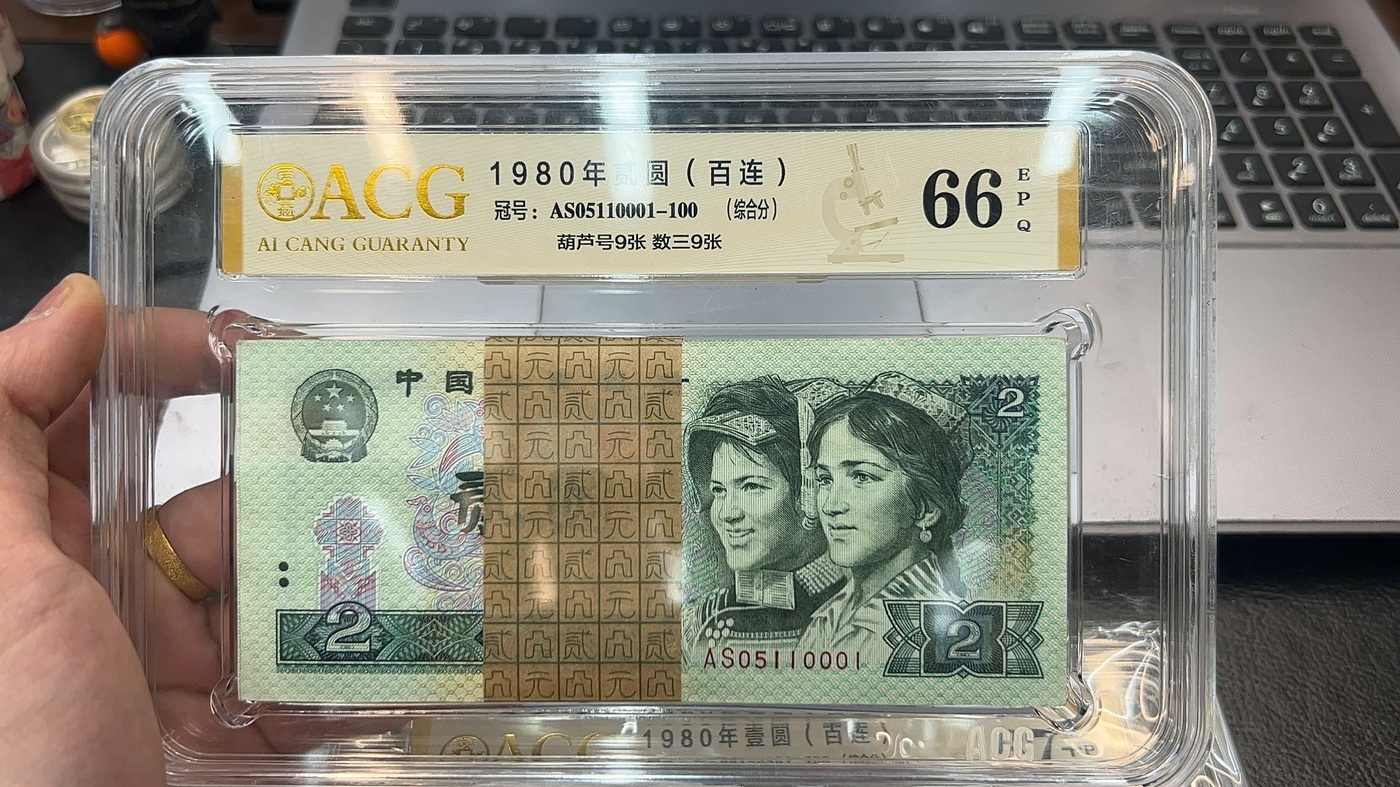 ACG
AI CANG GUARANTY
1980年贰圆（百连）
冠号：AS05110001-100 （综合分）
葫芦号9张 数三9张
66
EPQ
中国
2
贰
2
2
AS05110001
1980年壹圆（百连
ACG